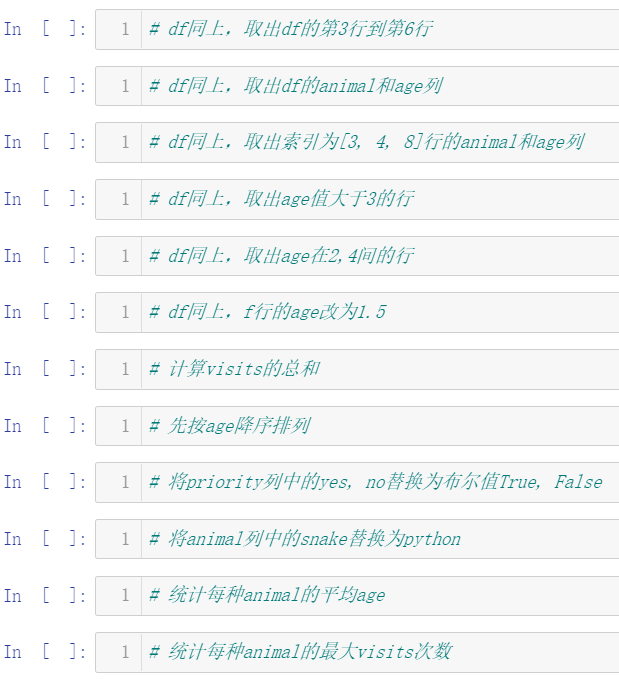 In [ ]: 1 # df同上，取出df的第3行到第6行
In [ ]: 1 # df同上，取出df的animal和age列
In [ ]: 1 # df同上，取出索引为[3, 4, 8]行的animal和age列
In [ ]: 1 # df同上，取出age值大于3的行
In [ ]: 1 # df同上，取出age在2,4间的行
In [ ]: 1 # df同上，f行的age改为1.5
In [ ]: 1 # 计算visits的总和
In [ ]: 1 # 先按age降序排列
In [ ]: 1 # 将priority列中的yes, no替换为布尔值True, False
In [ ]: 1 # 将animal列中的snake替换为python
In [ ]: 1 # 统计每种animal的平均age
In [ ]: 1 # 统计每种animal的最大visits次数